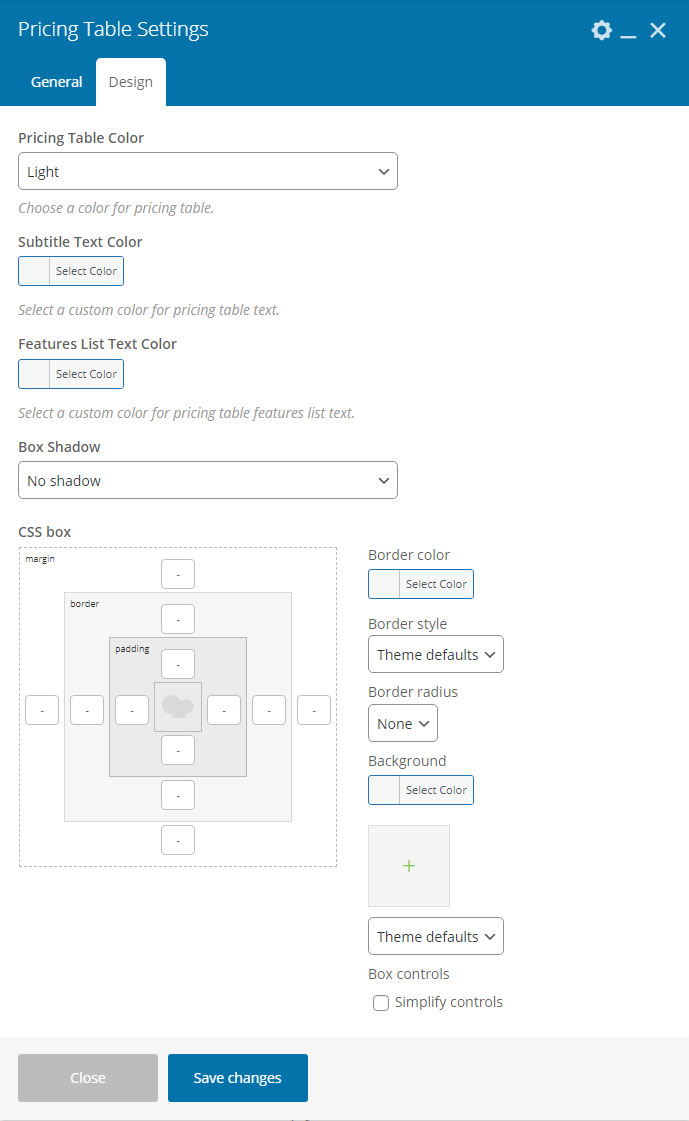 Pricing Table Settings
General
Design
Pricing Table Color
Light
Choose a color for pricing table.
Subtitle Text Color
Select Color
Select a custom color for pricing table text.
Features List Text Color
Select Color
Select a custom color for pricing table features list text.
Box Shadow
No shadow
CSS box
margin
-
border
-
padding
-
-
-
-
-
-
-
-
-
-
Border color
Select Color
Border style
Theme defaults
Border radius
None
Background
Select Color
+
Theme defaults
Box controls
Simplify controls
Close
Save changes